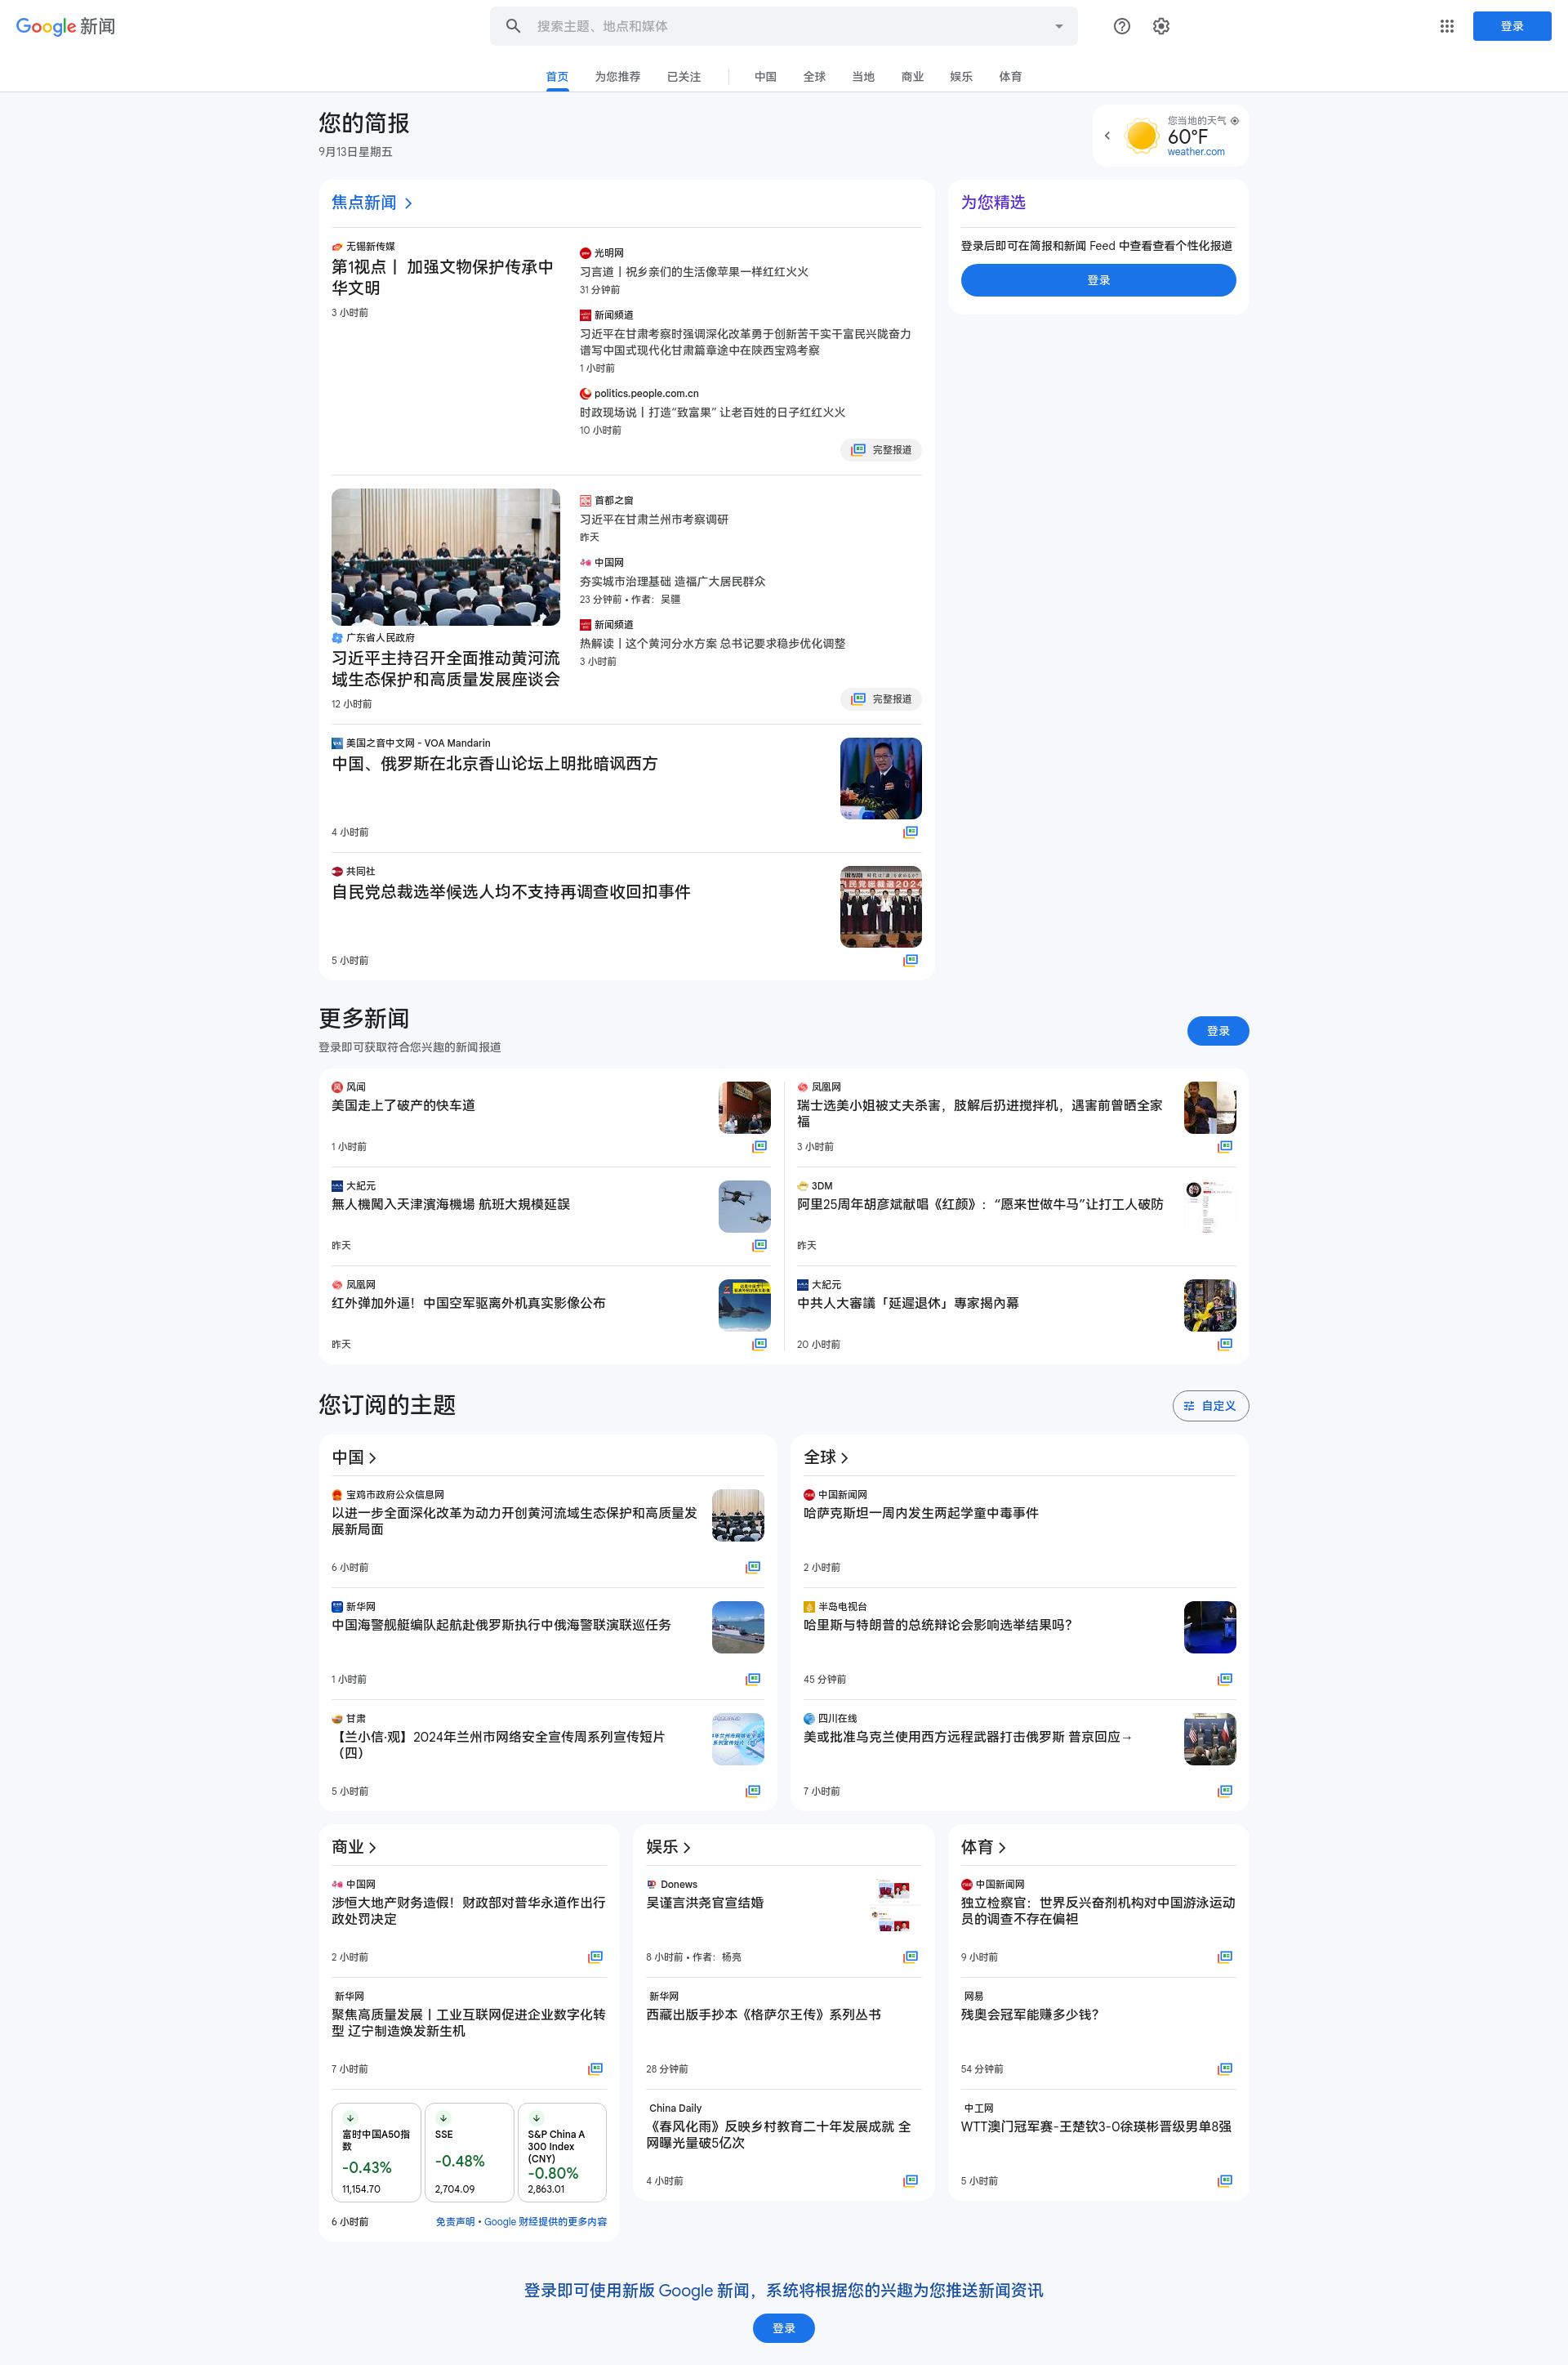 Google 新闻
搜索主题、地点和媒体
登录
首页
为您推荐
已关注
中国
全球
当地
商业
娱乐
体育
您的简报
9月13日星期五
您当地的天气
60°F
weather.com
焦点新闻
无锡新传媒
第1视点丨 加强文物保护传承中
华文明
3 小时前
光明网
习言道丨祝乡亲们的生活像苹果一样红红火火
31 分钟前
新闻频道
习近平在甘肃考察时强调深化改革勇于创新苦干实干富民兴陇奋力
谱写中国式现代化甘肃篇章途中在陕西宝鸡考察
1 小时前
politics.people.com.cn
时政现场说丨打造“致富果” 让老百姓的日子红红火火
10 小时前
完整报道
为您精选
登录后即可在简报和新闻 Feed 中查看查看个性化报道
登录
广东省人民政府
习近平主持召开全面推动黄河流
域生态保护和高质量发展座谈会
12 小时前
首都之窗
习近平在甘肃兰州市考察调研
昨天
中国网
夯实城市治理基础 造福广大居民群众
23 分钟前 • 作者：吴疆
新闻频道
热解读丨这个黄河分水方案 总书记要求稳步优化调整
3 小时前
完整报道
美国之音中文网 - VOA Mandarin
中国、俄罗斯在北京香山论坛上明批暗讽西方
4 小时前
共同社
自民党总裁选举候选人均不支持再调查收回扣事件
5 小时前
更多新闻
登录即可获取符合您兴趣的新闻报道
登录
风闻
美国走上了破产的快车道
1 小时前
凤凰网
瑞士选美小姐被丈夫杀害，肢解后扔进搅拌机，遇害前曾晒全家
福
3 小时前
大紀元
無人機闖入天津濱海機場 航班大規模延誤
昨天
3DM
阿里25周年胡彦斌献唱《红颜》：“愿来世做牛马”让打工人破防
昨天
凤凰网
红外弹加外逼！中国空军驱离外机真实影像公布
昨天
大紀元
中共人大審議「延遲退休」專家揭內幕
20 小时前
您订阅的主题
自定义
中国
宝鸡市政府公众信息网
以进一步全面深化改革为动力开创黄河流域生态保护和高质量发
展新局面
6 小时前
新华网
中国海警舰艇编队起航赴俄罗斯执行中俄海警联演联巡任务
1 小时前
甘肃
【兰小信·观】2024年兰州市网络安全宣传周系列宣传短片
（四）
5 小时前
全球
中国新闻网
哈萨克斯坦一周内发生两起学童中毒事件
2 小时前
半岛电视台
哈里斯与特朗普的总统辩论会影响选举结果吗？
45 分钟前
四川在线
美或批准乌克兰使用西方远程武器打击俄罗斯 普京回应→
7 小时前
商业
中国网
涉恒大地产财务造假！财政部对普华永道作出行
政处罚决定
2 小时前
新华网
聚焦高质量发展丨工业互联网促进企业数字化转
型 辽宁制造焕发新生机
7 小时前
富时中国A50指
数
-0.43%
11,154.70
SSE
-0.48%
2,704.09
S&P China A
300 Index
(CNY)
-0.80%
2,863.01
6 小时前
免责声明 • Google 财经提供的更多内容
娱乐
Donews
吴谨言洪尧官宣结婚
8 小时前 • 作者：杨亮
新华网
西藏出版手抄本《格萨尔王传》系列丛书
28 分钟前
China Daily
《春风化雨》反映乡村教育二十年发展成就 全
网曝光量破5亿次
4 小时前
体育
中国新闻网
独立检察官：世界反兴奋剂机构对中国游泳运动
员的调查不存在偏袒
9 小时前
网易
残奥会冠军能赚多少钱？
54 分钟前
中工网
WTT澳门冠军赛-王楚钦3-0徐瑛彬晋级男单8强
5 小时前
登录即可使用新版 Google 新闻，系统将根据您的兴趣为您推送新闻资讯
登录